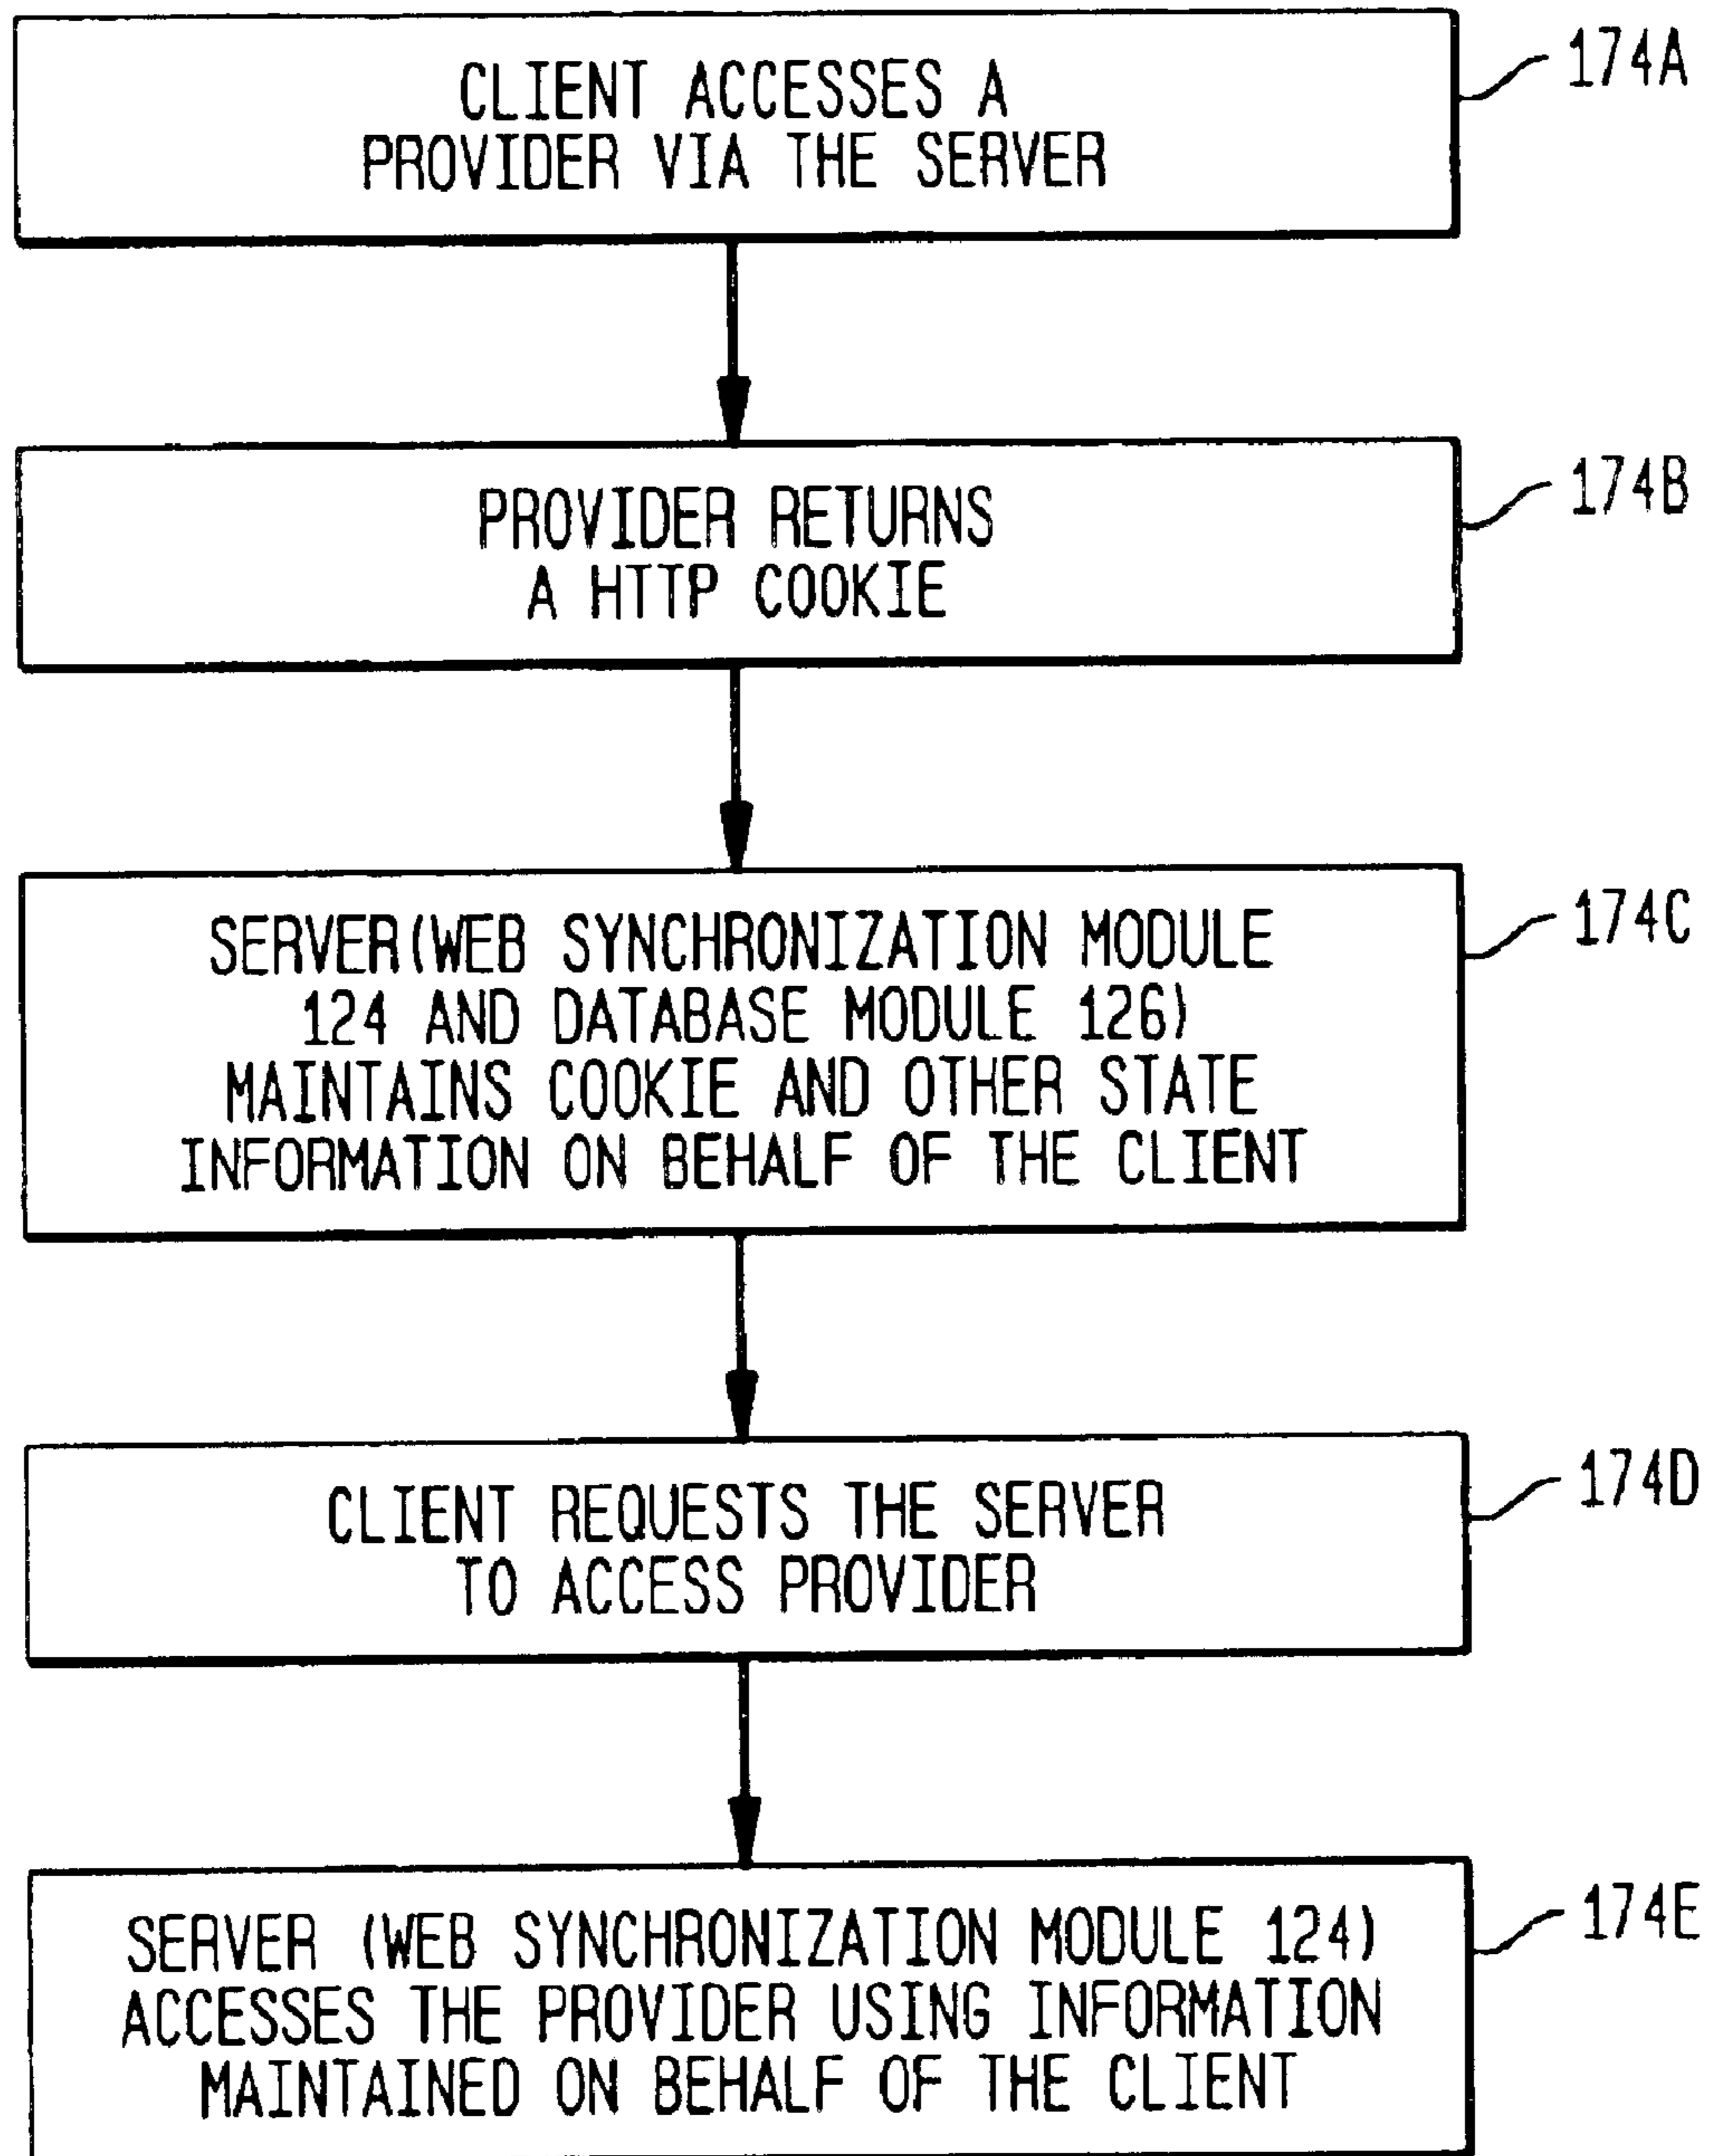 CLIENT ACCESSES A
PROVIDER VIA THE SERVER
174A
PROVIDER RETURNS
A HTTP COOKIE
174B
SERVER(WEB SYNCHRONIZATION MODULE
124 AND DATABASE MODULE 126)
MAINTAINS COOKIE AND OTHER STATE
INFORMATION ON BEHALF OF THE CLIENT
174C
CLIENT REQUESTS THE SERVER
TO ACCESS PROVIDER
174D
SERVER (WEB SYNCHRONIZATION MODULE 124)
ACCESSES THE PROVIDER USING INFORMATION
MAINTAINED ON BEHALF OF THE CLIENT
174E